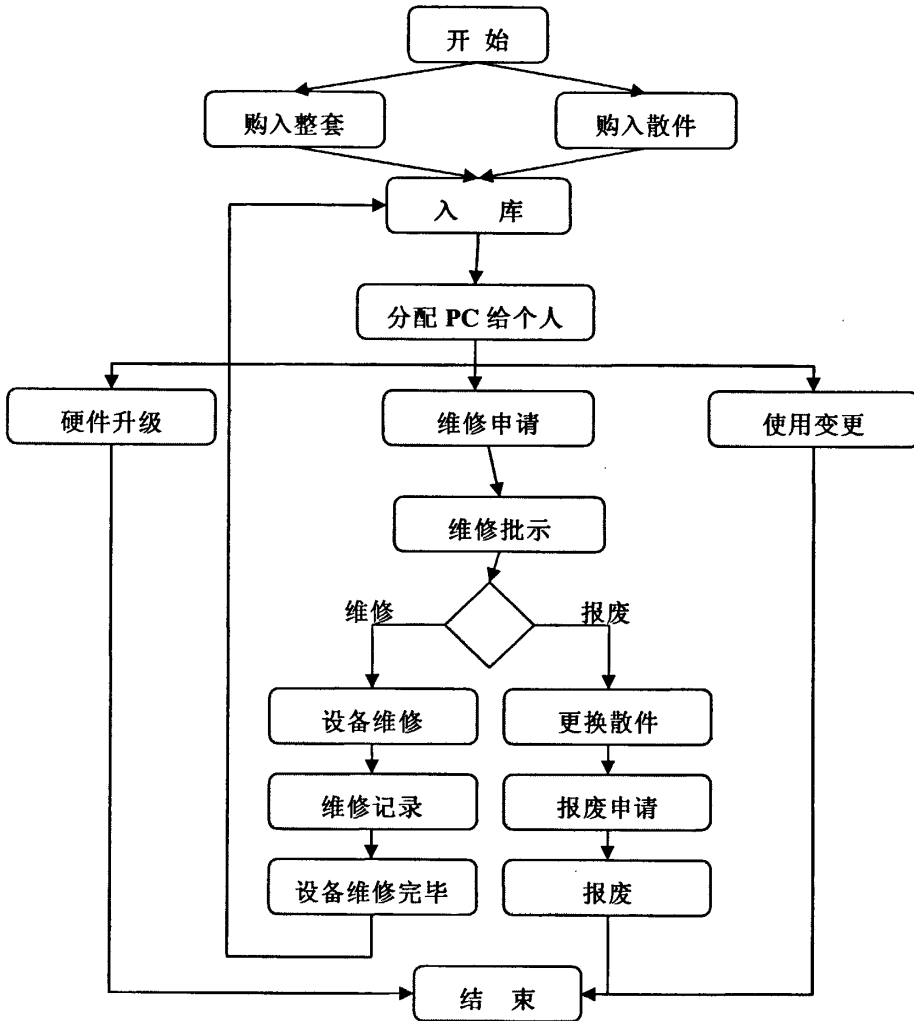 开 始
购入整套
购入散件
入 库
分配 PC 给个人
硬件升级
维修申请
使用变更
维修批示
维修
报废
设备维修
更换散件
维修记录
报废申请
设备维修完毕
报废
结 束